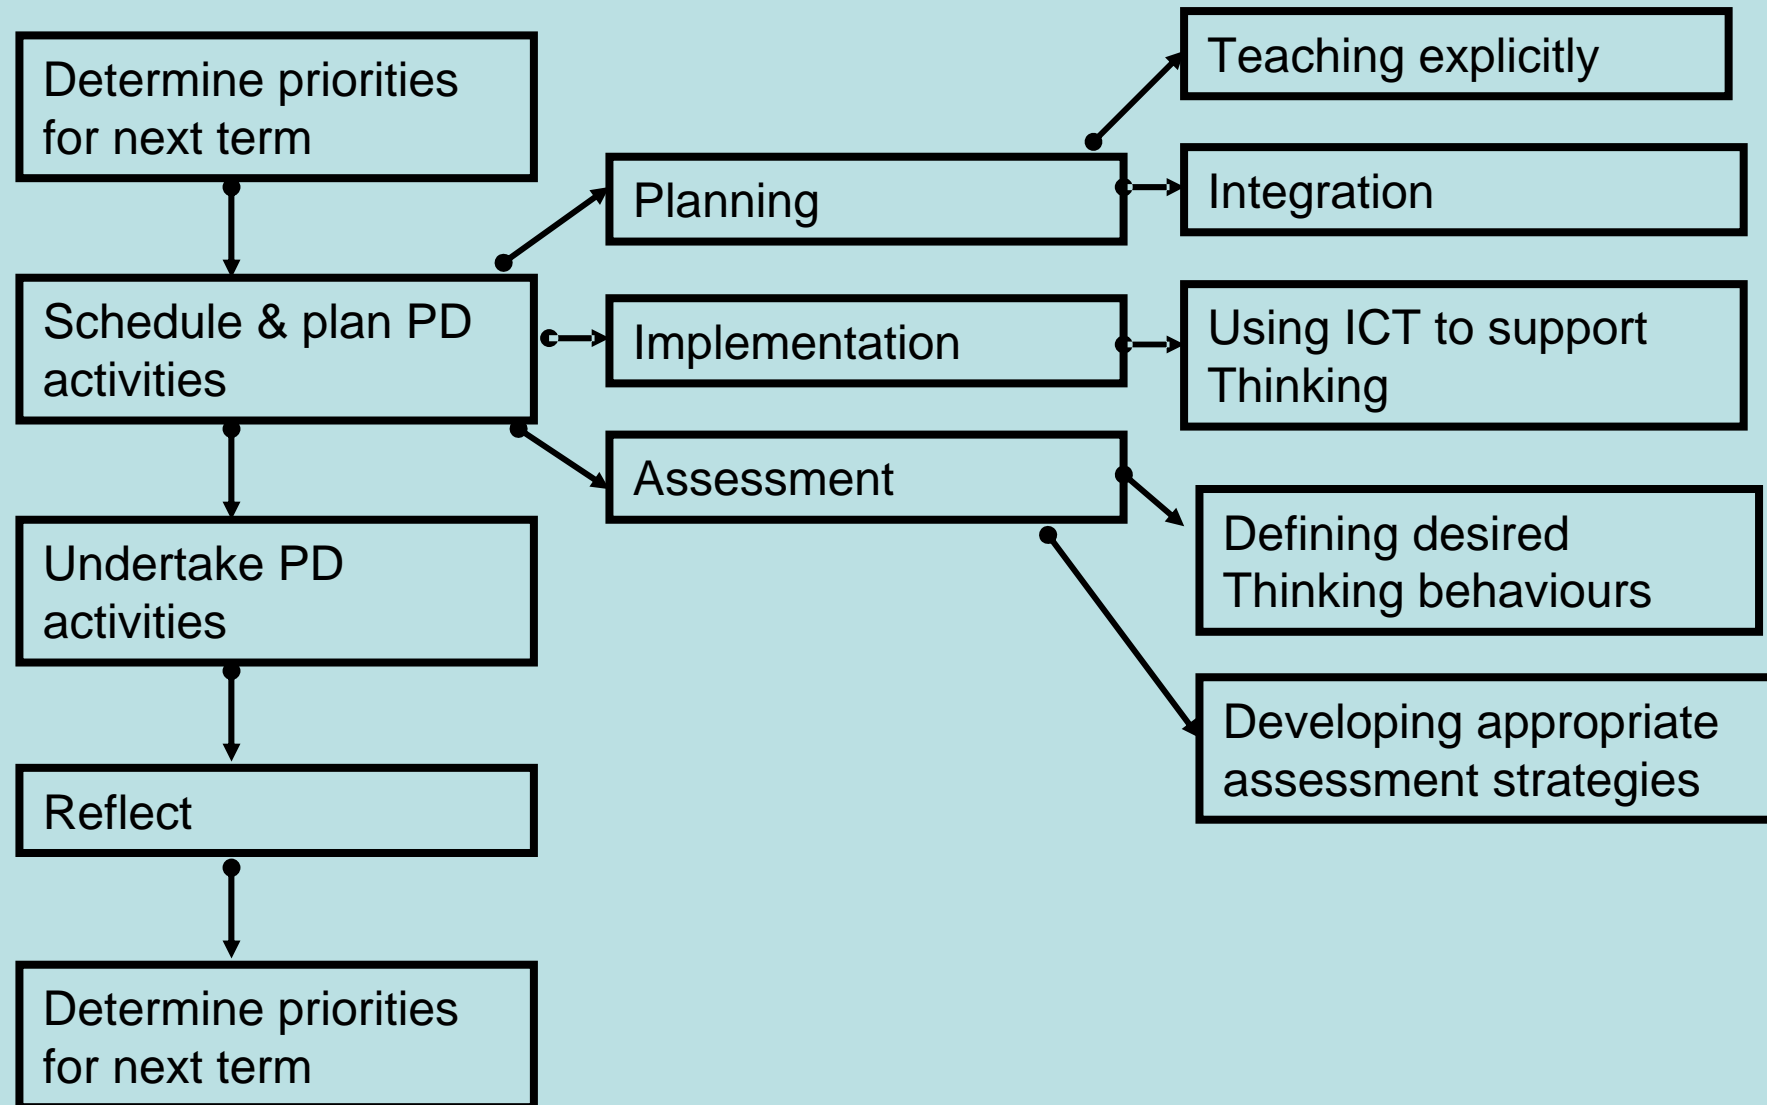 Determine priorities
for next term
Schedule & plan PD
activities
Undertake PD
activities
Reflect
Determine priorities
for next term
Planning
Implementation
Assessment
Teaching explicitly
Integration
Using ICT to support
Thinking
Defining desired
Thinking behaviours
Developing appropriate
assessment strategies